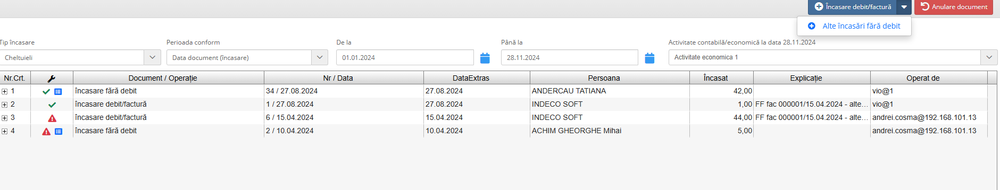 Încasare debit/factură
Anulare document
Alte încasări fără debit
Tip încasare
Perioada conform
De la
Până la
Activitate contabilă/economică la data 28.11.2024
Cheltuieli
Data document (încasare)
01.01.2024
28.11.2024
Activitate economica 1
Nr.Crt. Document / Operație Nr / Data DataExtras Persoana Încasat Explicație Operat de
1 încasare fără debit 34 / 27.08.2024 27.08.2024 ANDERCAU TATIANA 42,00 vio@1
2 încasare debit/factură 1 / 27.08.2024 27.08.2024 INDECO SOFT 1,00 FF fac 000001/15.04.2024 - alte... vio@1
3 încasare debit/factură 6 / 15.04.2024 15.04.2024 INDECO SOFT 44,00 FF fac 000001/15.04.2024 - alte... andrei.cosma@192.168.101.13
4 încasare fără debit 2 / 10.04.2024 10.04.2024 ACHIM GHEORGHE Mihai 5,00 andrei.cosma@192.168.101.13